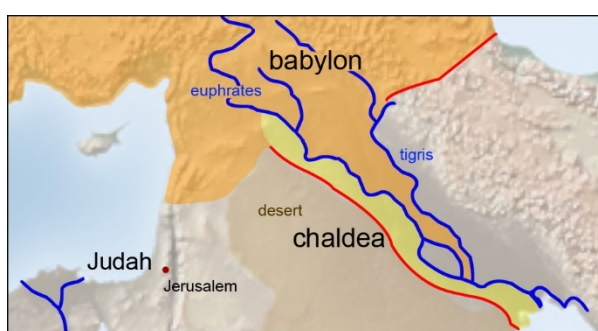 babylon
euphrates
tigris
desert
chaldea
Judah
Jerusalem